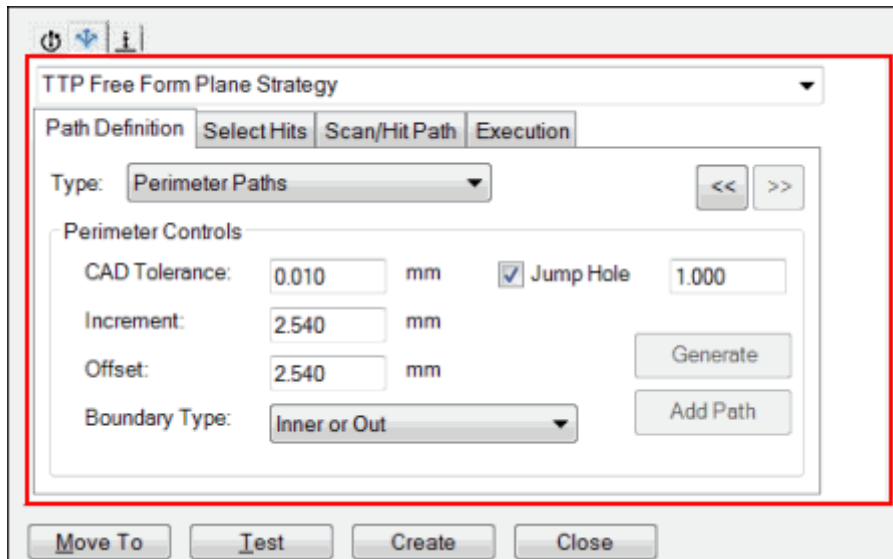 TTP Free Form Plane Strategy
Path Definition Select Hits Scan/Hit Path Execution
Type: Perimeter Paths << >>
Perimeter Controls
CAD Tolerance: 0.010 mm Jump Hole 1.000
Increment: 2.540 mm
Offset: 2.540 mm
Generate
Boundary Type: Inner or Out
Add Path
Move To Test Create Close